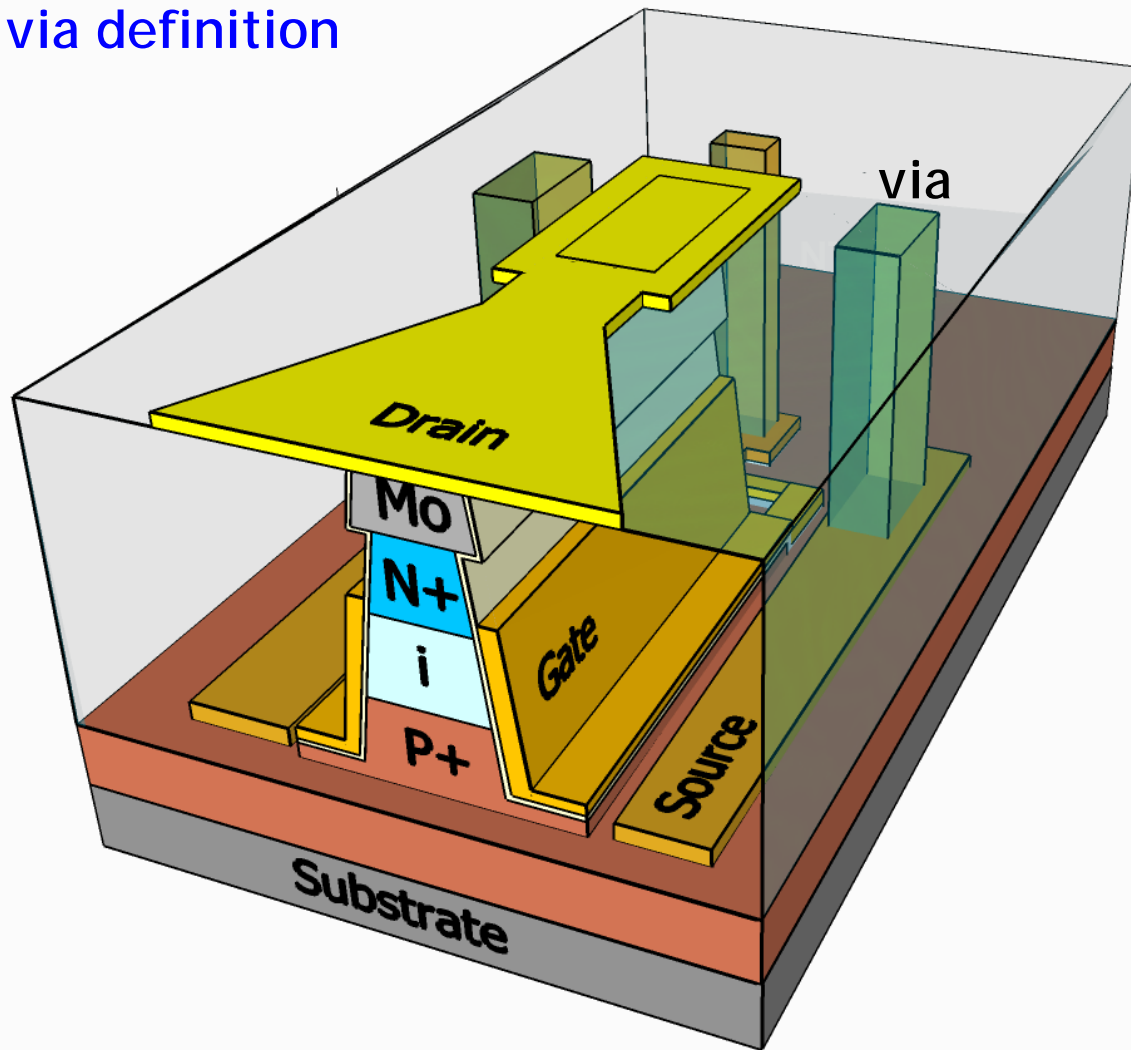 via definition
via
Drain
Mo
N+
i
Gate
P+
Source
Substrate